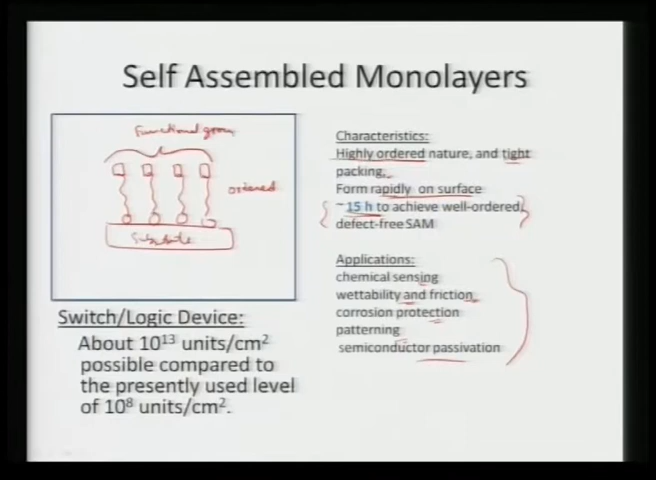 Self Assembled Monolayers
Functional group
ordered
Substrate
Switch/Logic Device:
About 10¹³ units/cm²
possible compared to
the presently used level
of 10⁸ units/cm².
Characteristics:
Highly ordered nature, and tight
packing,
Form rapidly on surface
~ 15 h to achieve well-ordered,
defect-free SAM
Applications:
chemical sensing
wettability and friction,
corrosion protection
patterning
semiconductor passivation